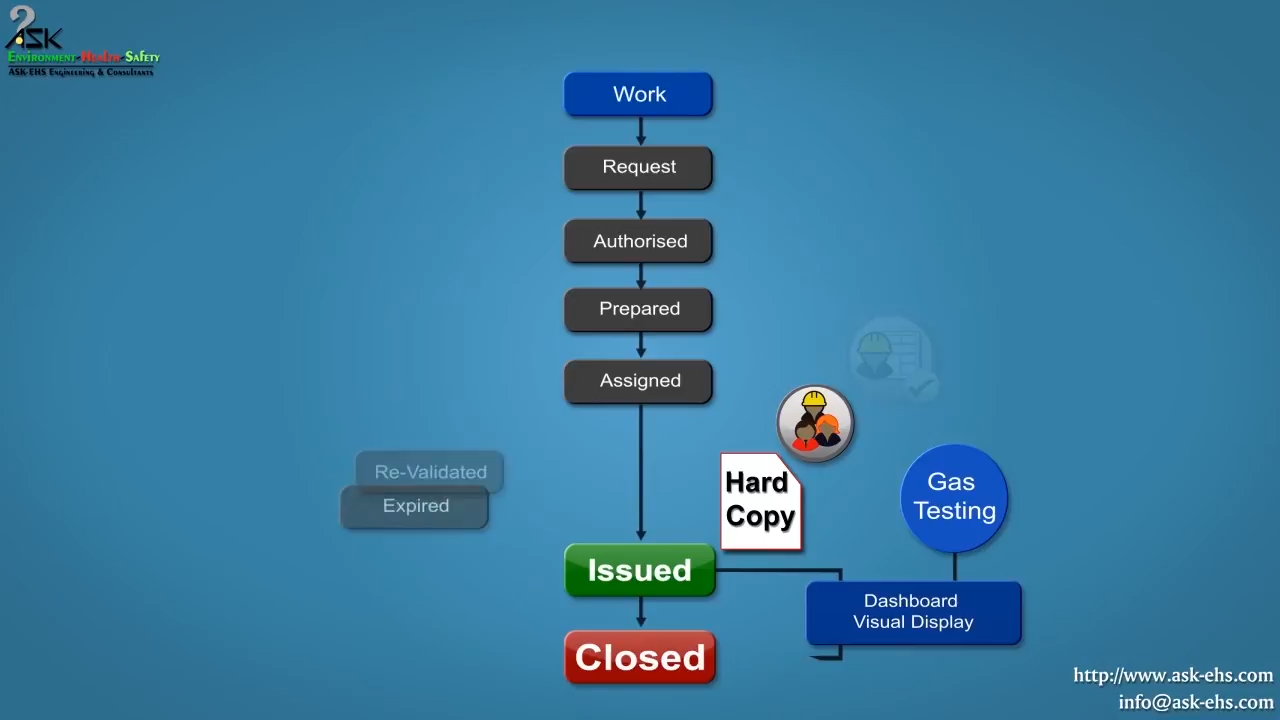 ?
ASK
Environment-Health-Safety
ASK-EHS Engineering & Consultants
Work
Request
Authorised
Prepared
Assigned
Re-Validated
Expired
Hard
Copy
Gas
Testing
Issued
Dashboard
Visual Display
Closed
http://www.ask-ehs.com
info@ask-ehs.com